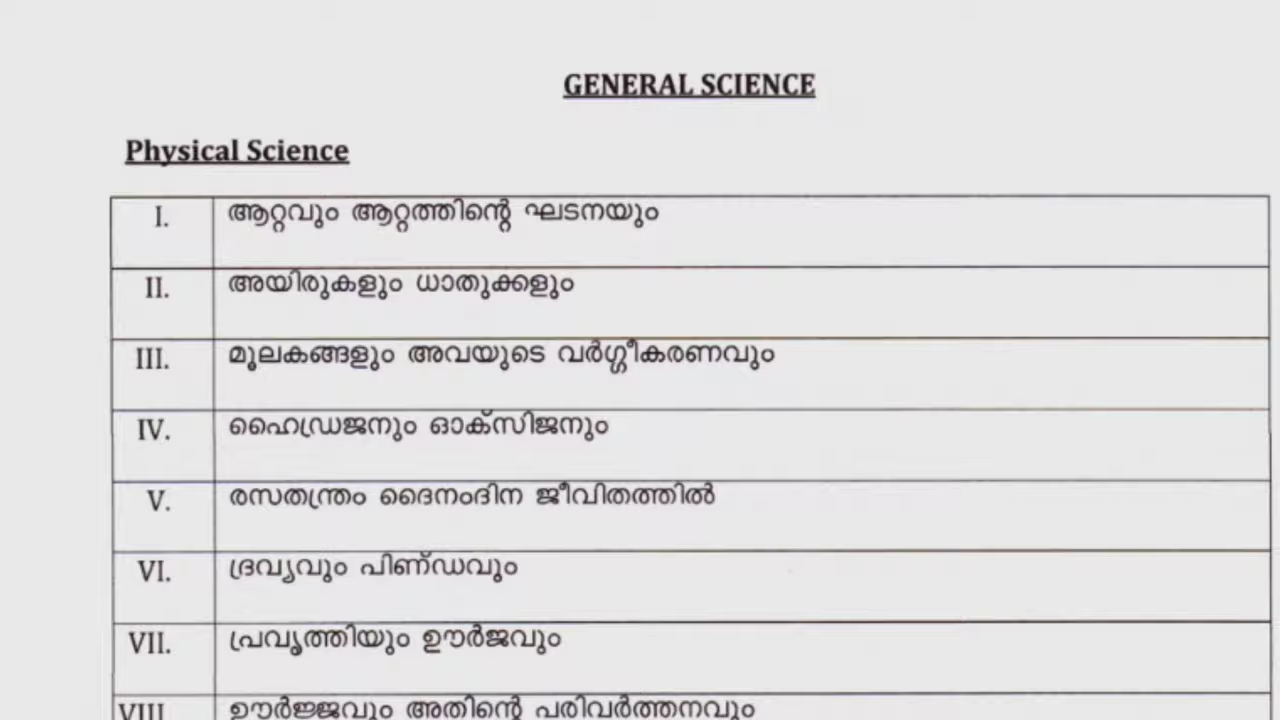 GENERAL SCIENCE
Physical Science
I. ആറ്റവും ആറ്റത്തിന്റെ ഘടനയും
II. അയിരുകളും ധാതുക്കളും
III. മൂലകങ്ങളും അവയുടെ വർഗ്ഗീകരണവും
IV. ഹൈഡ്രജനും ഓക്സിജനും
V. രസതന്ത്രം ദൈനംദിന ജീവിതത്തിൽ
VI. ദ്രവ്യവും പിണ്ഡവും
VII. പ്രവൃത്തിയും ഊർജവും
VIII. ഊർജ്ജവും അതിന്റെ പരിവർത്തനവും